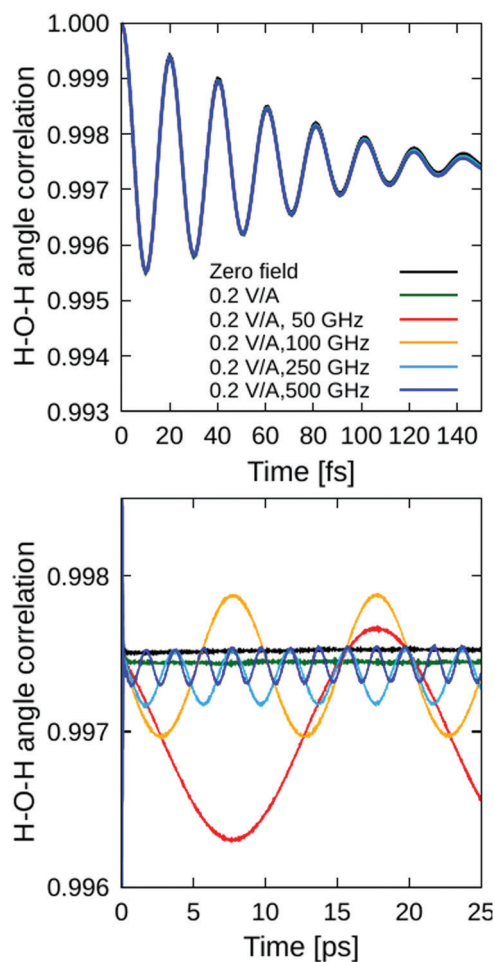 1.000
0.999
0.998
0.997
0.996
0.995
0.994
0.993
H-O-H angle correlation
Zero field
0.2 V/A
0.2 V/A, 50 GHz
0.2 V/A,100 GHz
0.2 V/A,250 GHz
0.2 V/A,500 GHz
0 20 40 60 80 100 120 140
Time [fs]
0.998
0.997
0.996
H-O-H angle correlation
0 5 10 15 20 25
Time [ps]